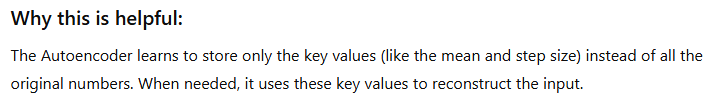 Why this is helpful:
The Autoencoder learns to store only the key values (like the mean and step size) instead of all the
original numbers. When needed, it uses these key values to reconstruct the input.